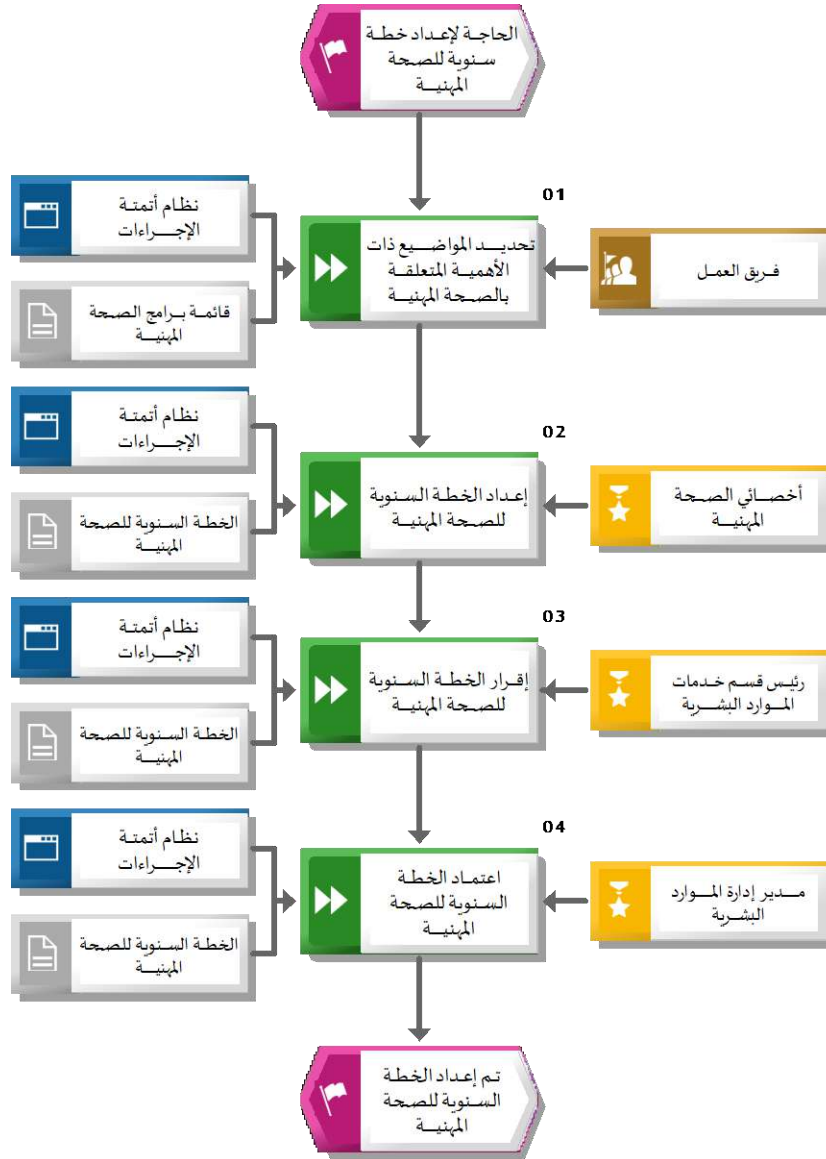 الحاجة لإعداد خطة
سنوية للصحة
المهنية
01
نظام أتمتة
الإجراءات
قائمة برامج الصحة
المهنية
تحديد المواضيع ذات
الأهمية المتعلقة
بالصحة المهنية
فريق العمل
02
نظام أتمتة
الإجراءات
الخطة السنوية للصحة
المهنية
إعداد الخطة السنوية
للصحة المهنية
أخصائي الصحة
المهنية
03
نظام أتمتة
الإجراءات
الخطة السنوية للصحة
المهنية
إقرار الخطة السنوية
للصحة المهنية
رئيس قسم خدمات
الموارد البشرية
04
نظام أتمتة
الإجراءات
الخطة السنوية للصحة
المهنية
اعتماد الخطة
السنوية للصحة
المهنية
مدير إدارة الموارد
البشرية
تم إعداد الخطة
السنوية للصحة
المهنية